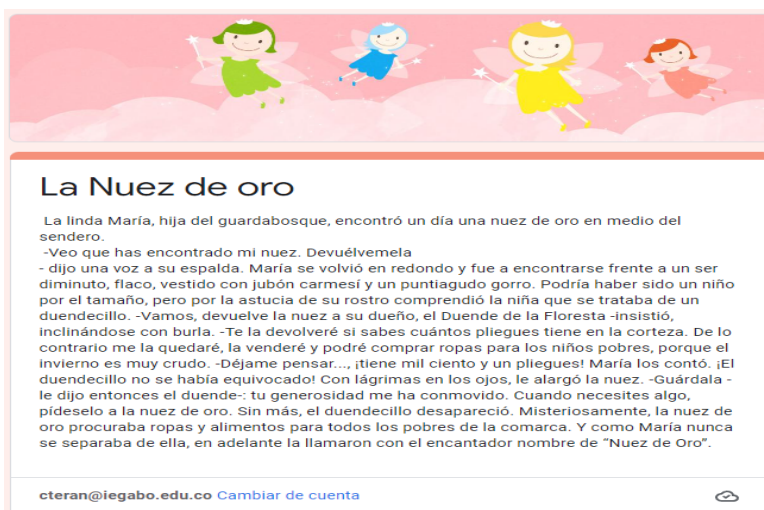 La Nuez de oro
La linda María, hija del guardabosque, encontró un día una nuez de oro en medio del
sendero.
-Veo que has encontrado mi nuez. Devuélvemela
- dijo una voz a su espalda. María se volvió en redondo y fue a encontrarse frente a un ser
diminuto, flaco, vestido con jubón carmesí y un puntiagudo gorro. Podría haber sido un niño
por el tamaño, pero por la astucia de su rostro comprendió la niña que se trataba de un
duendecillo. -Vamos, devuelve la nuez a su dueño, el Duende de la Floresta -insistió,
inclinándose con burla. -Te la devolveré si sabes cuántos pliegues tiene en la corteza. De lo
contrario me la quedaré, la venderé y podré comprar ropas para los niños pobres, porque el
invierno es muy crudo. -Déjame pensar..., ¡tiene mil ciento y un pliegues! María los contó. ¡El
duendecillo no se había equivocado! Con lágrimas en los ojos, le alargó la nuez. -Guárdala -
le dijo entonces el duende-: tu generosidad me ha conmovido. Cuando necesites algo,
pídeselo a la nuez de oro. Sin más, el duendecillo desapareció. Misteriosamente, la nuez de
oro procuraba ropas y alimentos para todos los pobres de la comarca. Y como María nunca
se separaba de ella, en adelante la llamaron con el encantador nombre de “Nuez de Oro”.
cteran@iegabo.edu.co Cambiar de cuenta